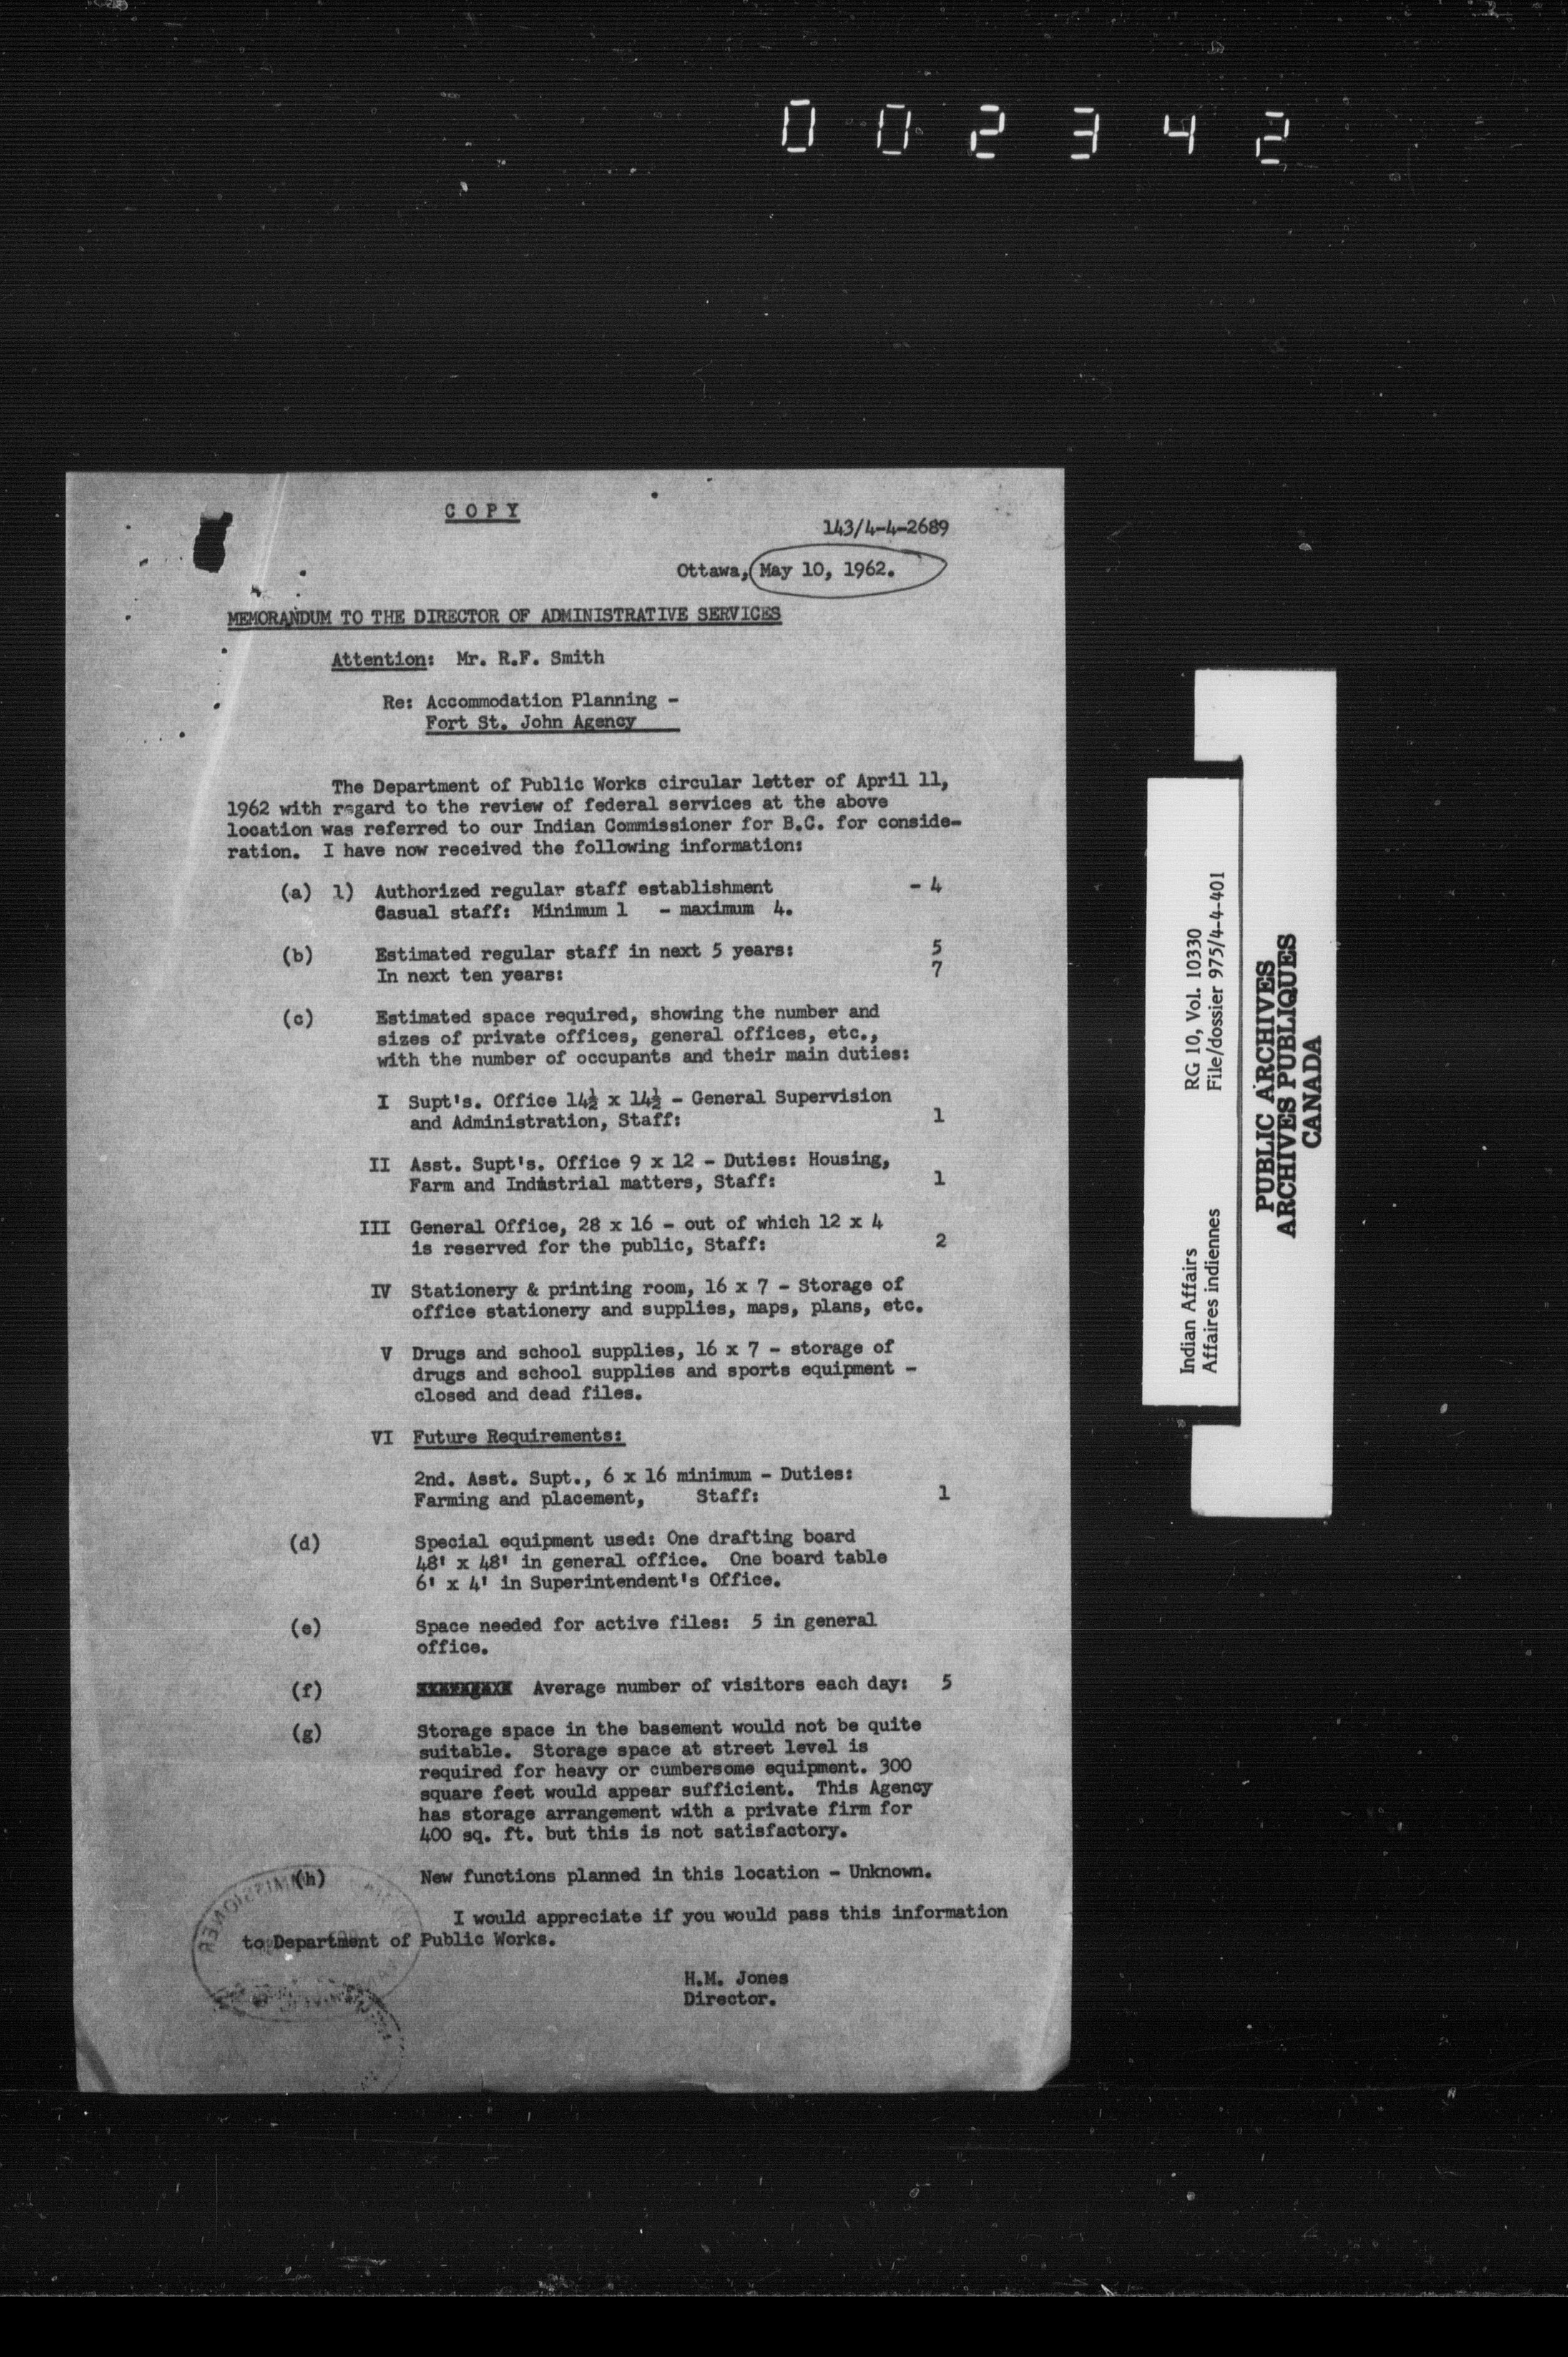 002342
COPY
143/4-4-2689
Ottawa, May 10, 1962.
MEMORANDUM TO THE DIRECTOR OF ADMINISTRATIVE SERVICES
Attention: Mr. R.F. Smith
Re: Accommodation Planning -
Fort St. John Agency
The Department of Public Works circular letter of April 11,
1962 with regard to the review of federal services at the above
location was referred to our Indian Commissioner for B.C. for conside-
ration. I have now received the following information:
(a) 1) Authorized regular staff establishment - 4
Casual staff: Minimum 1 - maximum 4.
(b) Estimated regular staff in next 5 years: 5
In next ten years: 7
(c) Estimated space required, showing the number and
sizes of private offices, general offices, etc.,
with the number of occupants and their main duties:
I Supt's. Office 14½ x 14½ - General Supervision
and Administration, Staff: 1
II Asst. Supt's. Office 9 x 12 - Duties: Housing,
Farm and Industrial matters, Staff: 1
III General Office, 28 x 16 - out of which 12 x 4
is reserved for the public, Staff: 2
IV Stationery & printing room, 16 x 7 - Storage of
office stationery and supplies, maps, plans, etc.
V Drugs and school supplies, 16 x 7 - storage of
drugs and school supplies and sports equipment -
closed and dead files.
VI Future Requirements:
2nd. Asst. Supt., 6 x 16 minimum - Duties:
Farming and placement, Staff: 1
(d) Special equipment used: One drafting board
48' x 48' in general office. One board table
6' x 4' in Superintendent's Office.
(e) Space needed for active files: 5 in general
office.
(f) Average number of visitors each day: 5
(g) Storage space in the basement would not be quite
suitable. Storage space at street level is
required for heavy or cumbersome equipment. 300
square feet would appear sufficient. This Agency
has storage arrangement with a private firm for
400 sq. ft. but this is not satisfactory.
(h) New functions planned in this location - Unknown.
I would appreciate if you would pass this information
to Department of Public Works.
H.M. Jones
Director.
Indian Affairs RG 10, Vol. 10330
Affaires indiennes File/dossier 975/4-4-401
PUBLIC ARCHIVES
ARCHIVES PUBLIQUES
CANADA